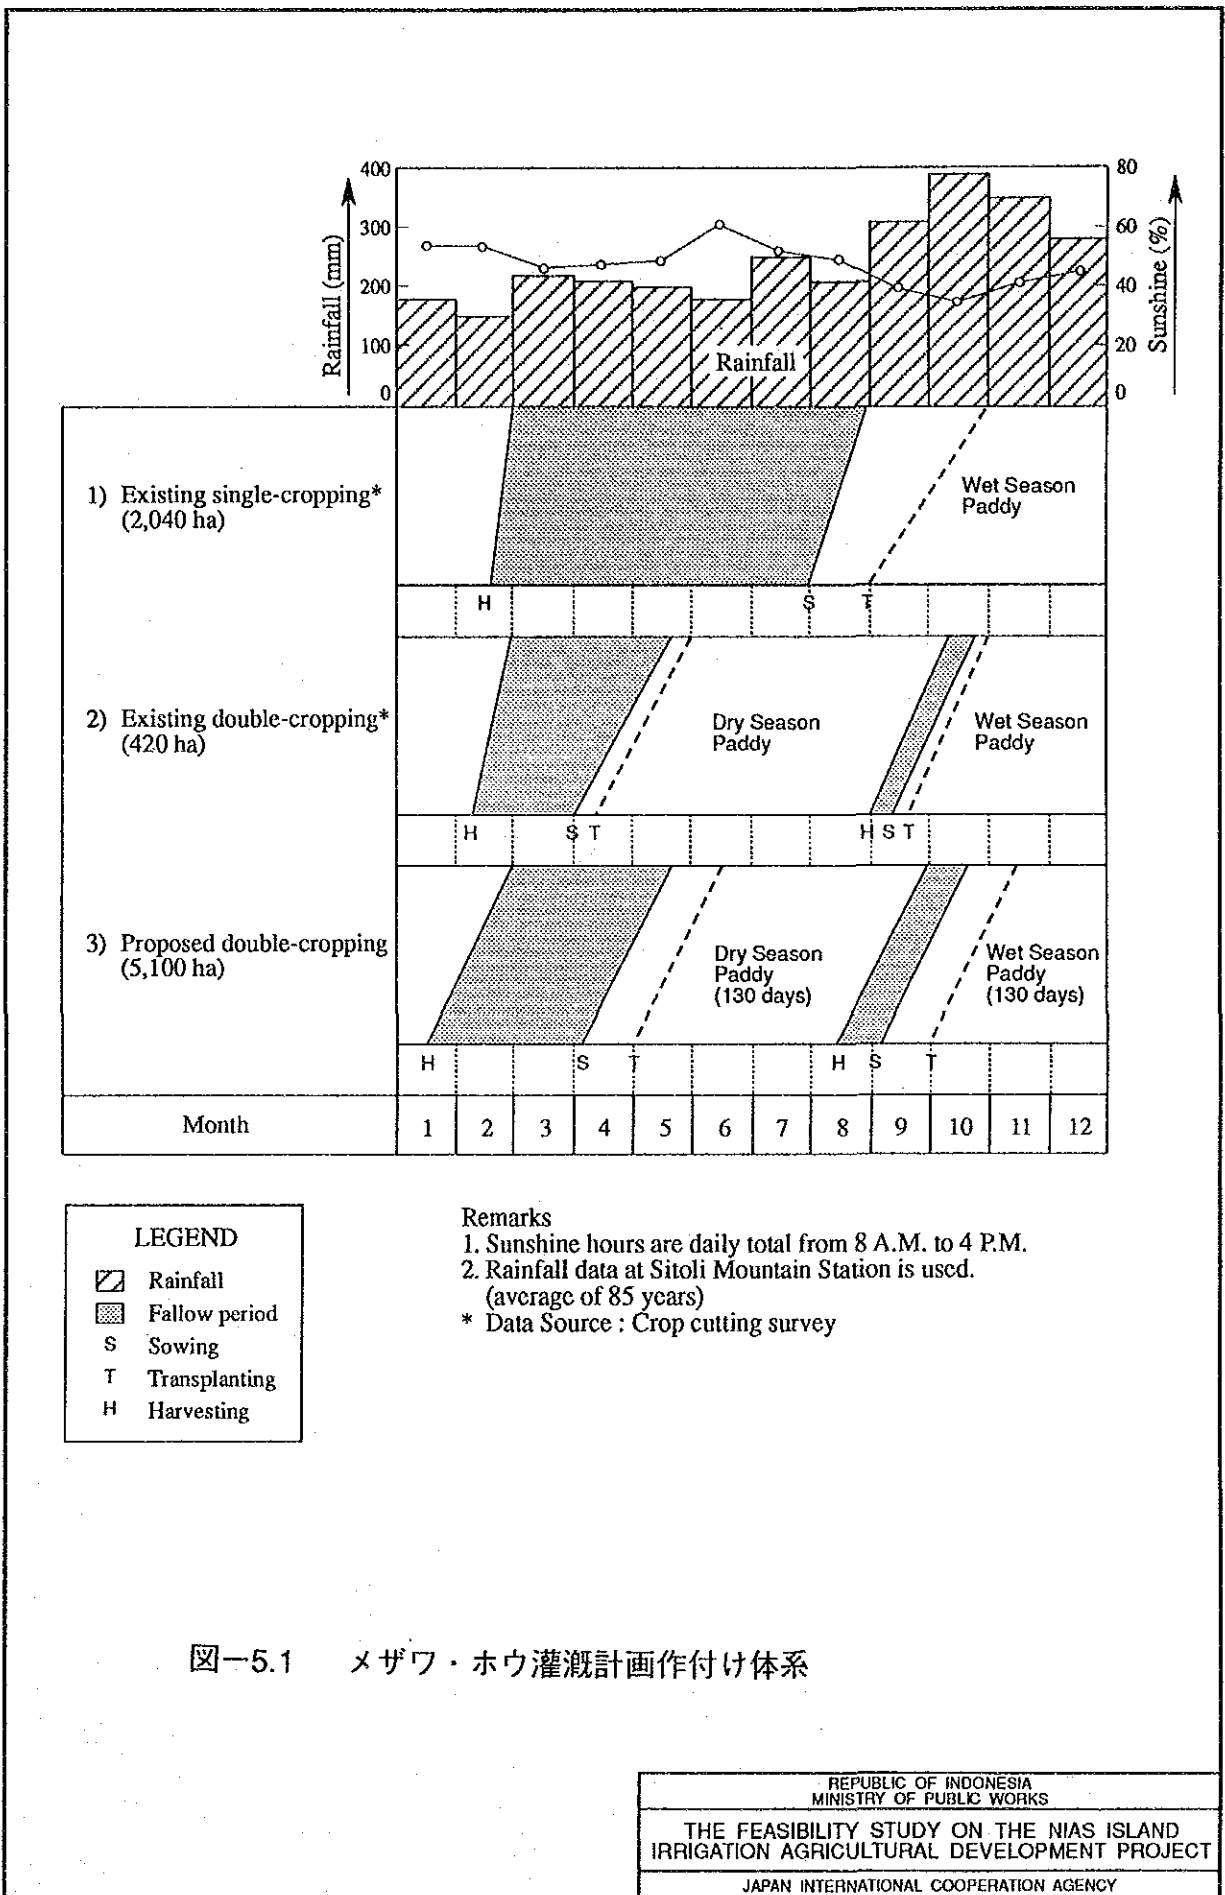 400
300
200
100
0
Rainfall (mm)
80
60
40
20
0
Sunshine (%)
Rainfall
1) Existing single-cropping*
(2,040 ha)
Wet Season
Paddy
H S T
2) Existing double-cropping*
(420 ha)
Dry Season
Paddy
Wet Season
Paddy
H S T H S T
3) Proposed double-cropping
(5,100 ha)
Dry Season
Paddy
(130 days)
Wet Season
Paddy
(130 days)
H S T H S T
Month 1 2 3 4 5 6 7 8 9 10 11 12
LEGEND
Rainfall
Fallow period
S Sowing
T Transplanting
H Harvesting
Remarks
1. Sunshine hours are daily total from 8 A.M. to 4 P.M.
2. Rainfall data at Sitoli Mountain Station is used.
(average of 85 years)
* Data Source : Crop cutting survey
図－5.1 メザワ・ホウ灌漑計画作付け体系
REPUBLIC OF INDONESIA
MINISTRY OF PUBLIC WORKS
THE FEASIBILITY STUDY ON THE NIAS ISLAND
IRRIGATION AGRICULTURAL DEVELOPMENT PROJECT
JAPAN INTERNATIONAL COOPERATION AGENCY